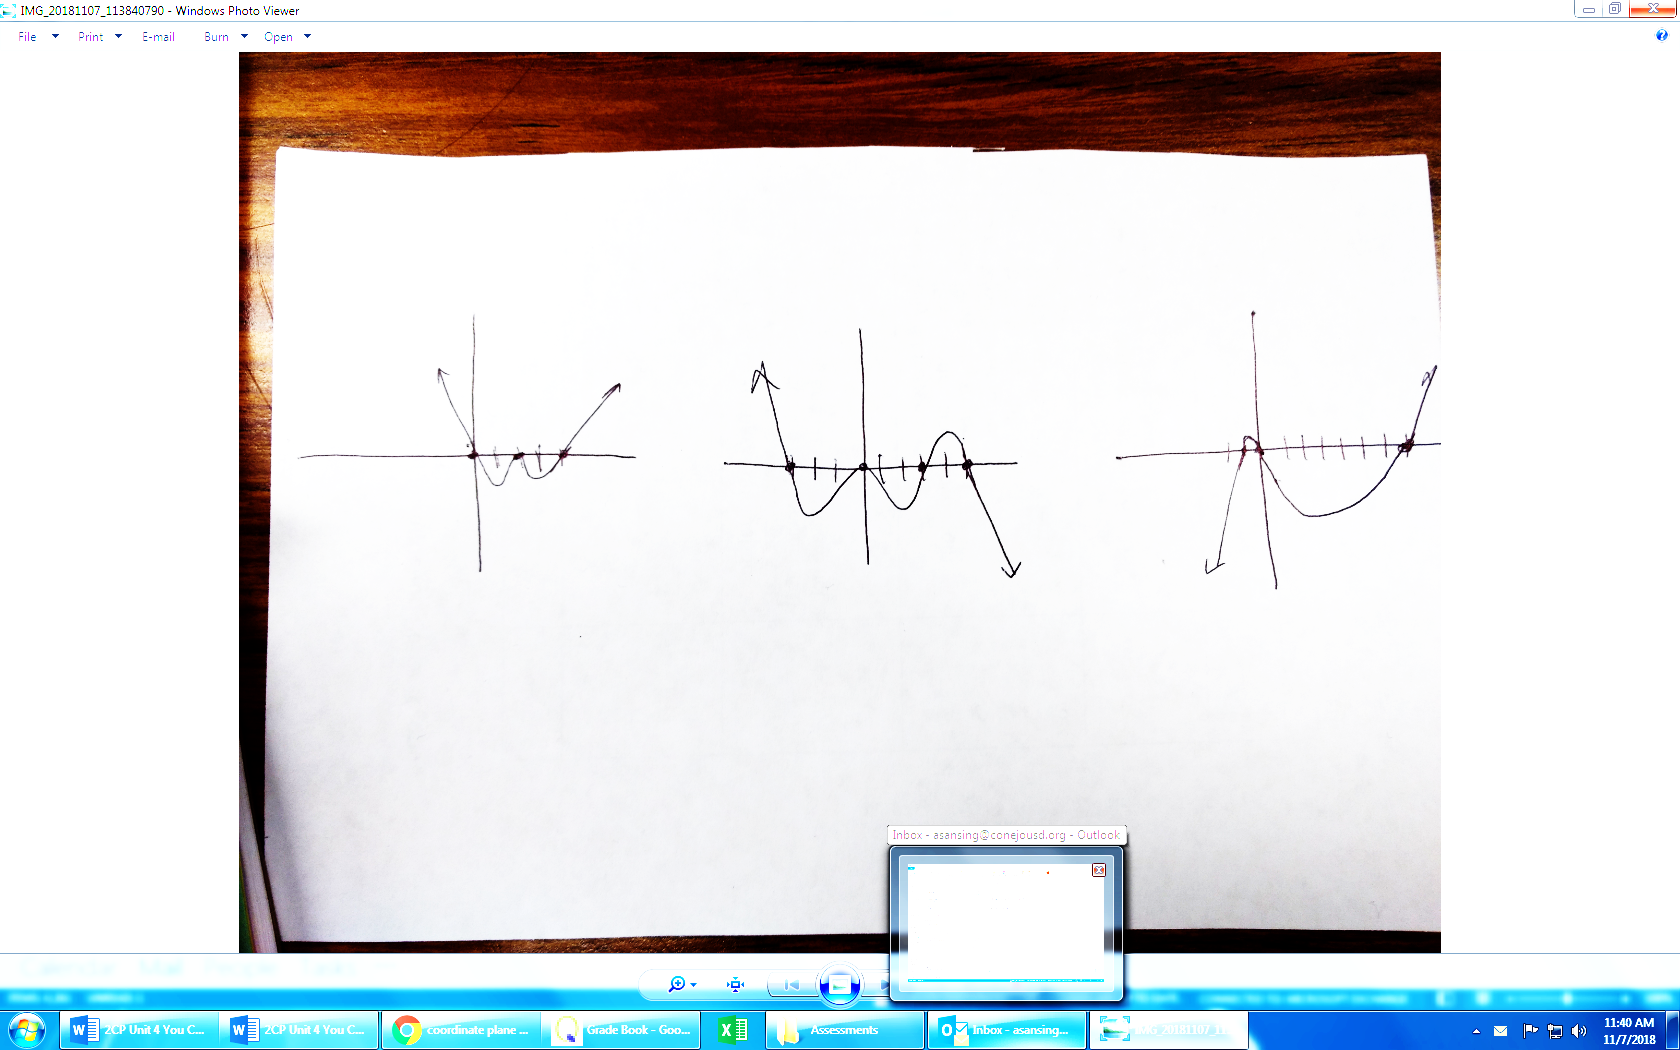 IMG_20181107_113840790 - Windows Photo Viewer
File Print E-mail Burn Open
Inbox - asansing@conejousd.org - Outlook
2CP Unit 4 You C... 2CP Unit 4 You C... coordinate plane ... Grade Book - Goo... Assessments Inbox - asansing...
11:40 AM
11/7/2018